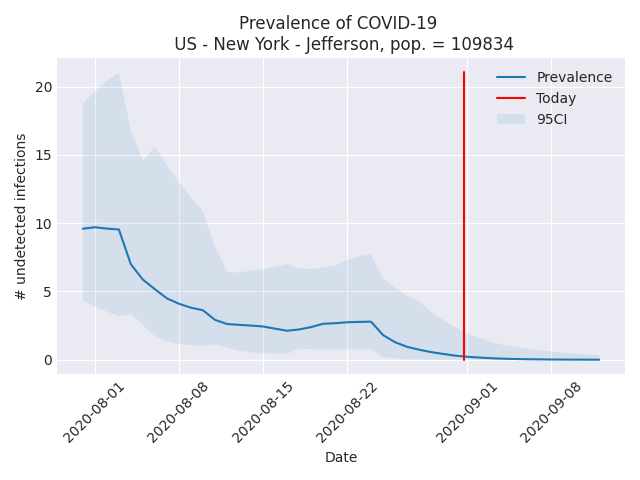 Prevalence of COVID-19
US - New York - Jefferson, pop. = 109834
Prevalence
Today
95CI
# undetected infections
20
15
10
5
0
2020-08-01
2020-08-08
2020-08-15
2020-08-22
2020-09-01
2020-09-08
Date